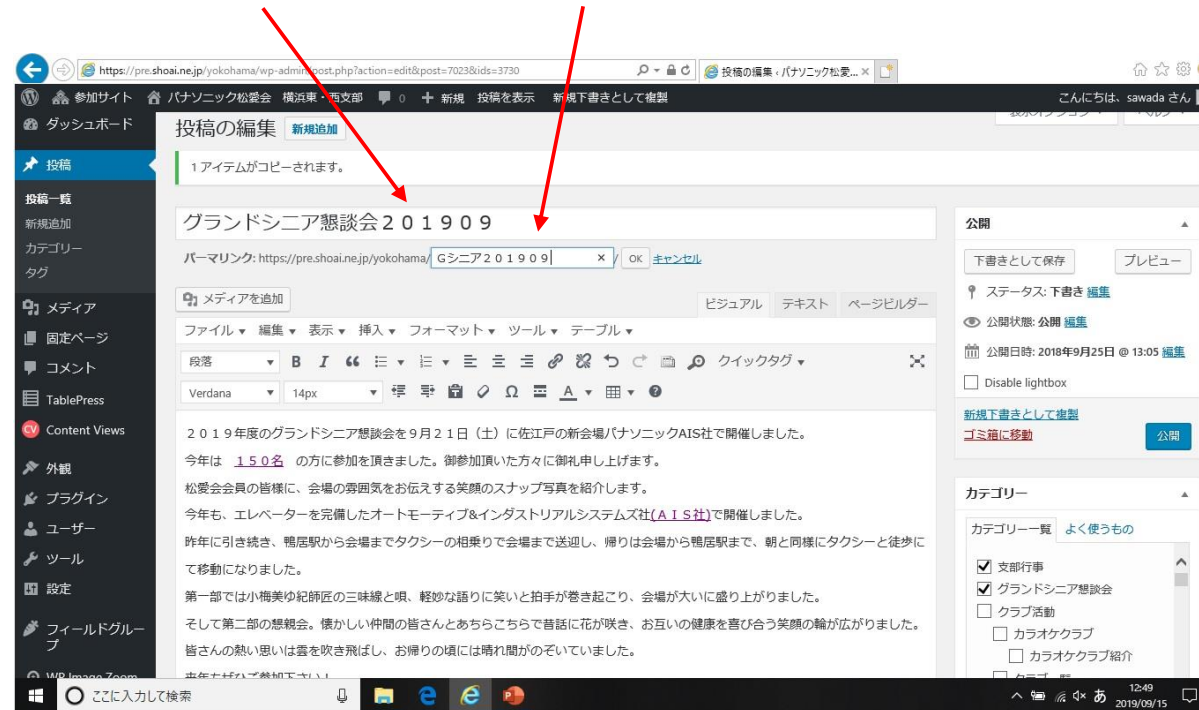 https://pre.shoai.ne.jp/yokohama/wp-admin/post.php?action=edit&post=7023&ids=3730
投稿の編集 ‹ パナソニック松愛... ×
参加サイト パナソニック松愛会 横浜東・西支部 0 + 新規 投稿を表示 新規下書きとして複製 こんにちは、sawada さん
ダッシュボード
投稿
投稿一覧
新規追加
カテゴリー
タグ
メディア
固定ページ
コメント
TablePress
Content Views
外観
プラグイン
ユーザー
ツール
設定
フィールドグルー
プ
WP Image Zoom
投稿の編集 新規追加
表示オプション ヘルプ
1 アイテムがコピーされます。
グランドシニア懇談会２０１９０９
パーマリンク: https://pre.shoai.ne.jp/yokohama/ Ｇシニア２０１９０９ × / OK キャンセル
メディアを追加
ビジュアル テキスト ページビルダー
ファイル 編集 表示 挿入 フォーマット ツール テーブル
段落 B I クイックタグ
Verdana 14px Ω A
２０１９年度のグランドシニア懇談会を９月２１日（土）に佐江戸の新会場パナソニックAIS社で開催しました。
今年は １５０名 の方に参加を頂きました。御参加頂いた方々に御礼申し上げます。
松愛会会員の皆様に、会場の雰囲気をお伝えする笑顔のスナップ写真を紹介します。
今年も、エレベーターを完備したオートモーティブ&インダストリアルシステムズ社(ＡＩＳ社)で開催しました。
昨年に引き続き、鴨居駅から会場までタクシーの相乗りで会場まで送迎し、帰りは会場から鴨居駅まで、朝と同様にタクシーと徒歩に
て移動になりました。
第一部では小梅美ゆ紀師匠の三味線と唄、軽妙な語りに笑いと拍手が巻き起こり、会場が大いに盛り上がりました。
そして第二部の懇親会。懐かしい仲間の皆さんとあちらこちらで昔話に花が咲き、お互いの健康を喜び合う笑顔の輪が広がりました。
皆さんの熱い思いは雲を吹き飛ばし、お帰りの頃には晴れ間がのぞいていました。
来年もぜひご参加下さい！
公開
下書きとして保存 プレビュー
ステータス: 下書き 編集
公開状態: 公開 編集
公開日時: 2018年9月25日 @ 13:05 編集
Disable lightbox
新規下書きとして複製
ゴミ箱に移動 公開
カテゴリー
カテゴリー一覧 よく使うもの
支部行事
グランドシニア懇談会
クラブ活動
カラオケクラブ
カラオケクラブ紹介
ここに入力して検索
あ
12:49
2019/09/15